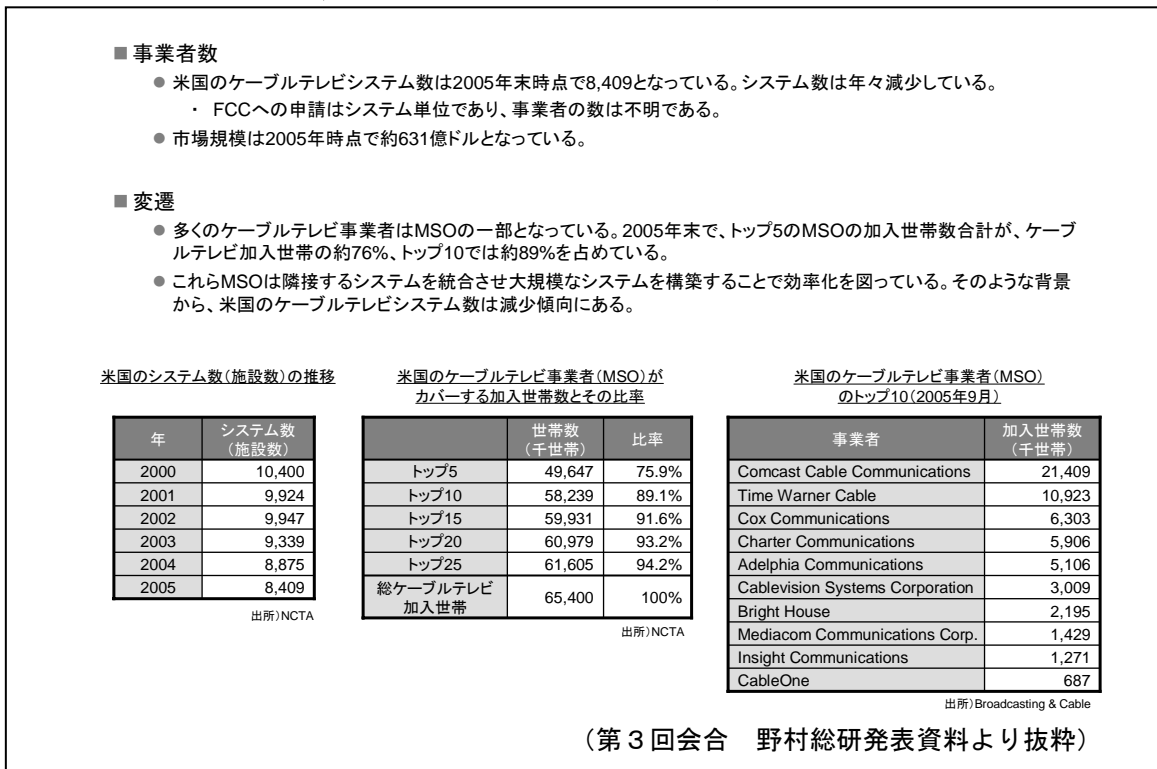 ■ 事業者数
● 米国のケーブルテレビシステム数は2005年末時点で8,409となっている。システム数は年々減少している。
・ FCCへの申請はシステム単位であり、事業者の数は不明である。
● 市場規模は2005年時点で約631億ドルとなっている。
■ 変遷
● 多くのケーブルテレビ事業者はMSOの一部となっている。2005年末で、トップ5のMSOの加入世帯数合計が、ケーブ
ルテレビ加入世帯の約76%、トップ10では約89%を占めている。
● これらMSOは隣接するシステムを統合させ大規模なシステムを構築することで効率化を図っている。そのような背景
から、米国のケーブルテレビシステム数は減少傾向にある。
米国のシステム数(施設数)の推移
年 システム数
(施設数)
2000 10,400
2001 9,924
2002 9,947
2003 9,339
2004 8,875
2005 8,409
出所)NCTA
米国のケーブルテレビ事業者(MSO)が
カバーする加入世帯数とその比率
世帯数
(千世帯) 比率
トップ5 49,647 75.9%
トップ10 58,239 89.1%
トップ15 59,931 91.6%
トップ20 60,979 93.2%
トップ25 61,605 94.2%
総ケーブルテレビ
加入世帯 65,400 100%
出所)NCTA
米国のケーブルテレビ事業者(MSO)
のトップ10(2005年9月)
事業者 加入世帯数
(千世帯)
Comcast Cable Communications 21,409
Time Warner Cable 10,923
Cox Communications 6,303
Charter Communications 5,906
Adelphia Communications 5,106
Cablevision Systems Corporation 3,009
Bright House 2,195
Mediacom Communications Corp. 1,429
Insight Communications 1,271
CableOne 687
出所)Broadcasting & Cable
(第3回会合 野村総研発表資料より抜粋)